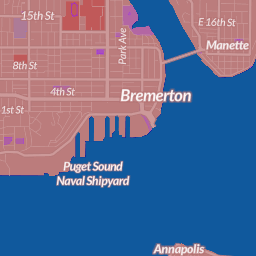 15th St
Park Ave
E 16th St
Manette
8th St
4th St
Bremerton
1st St
Puget Sound
Naval Shipyard
Annapolis